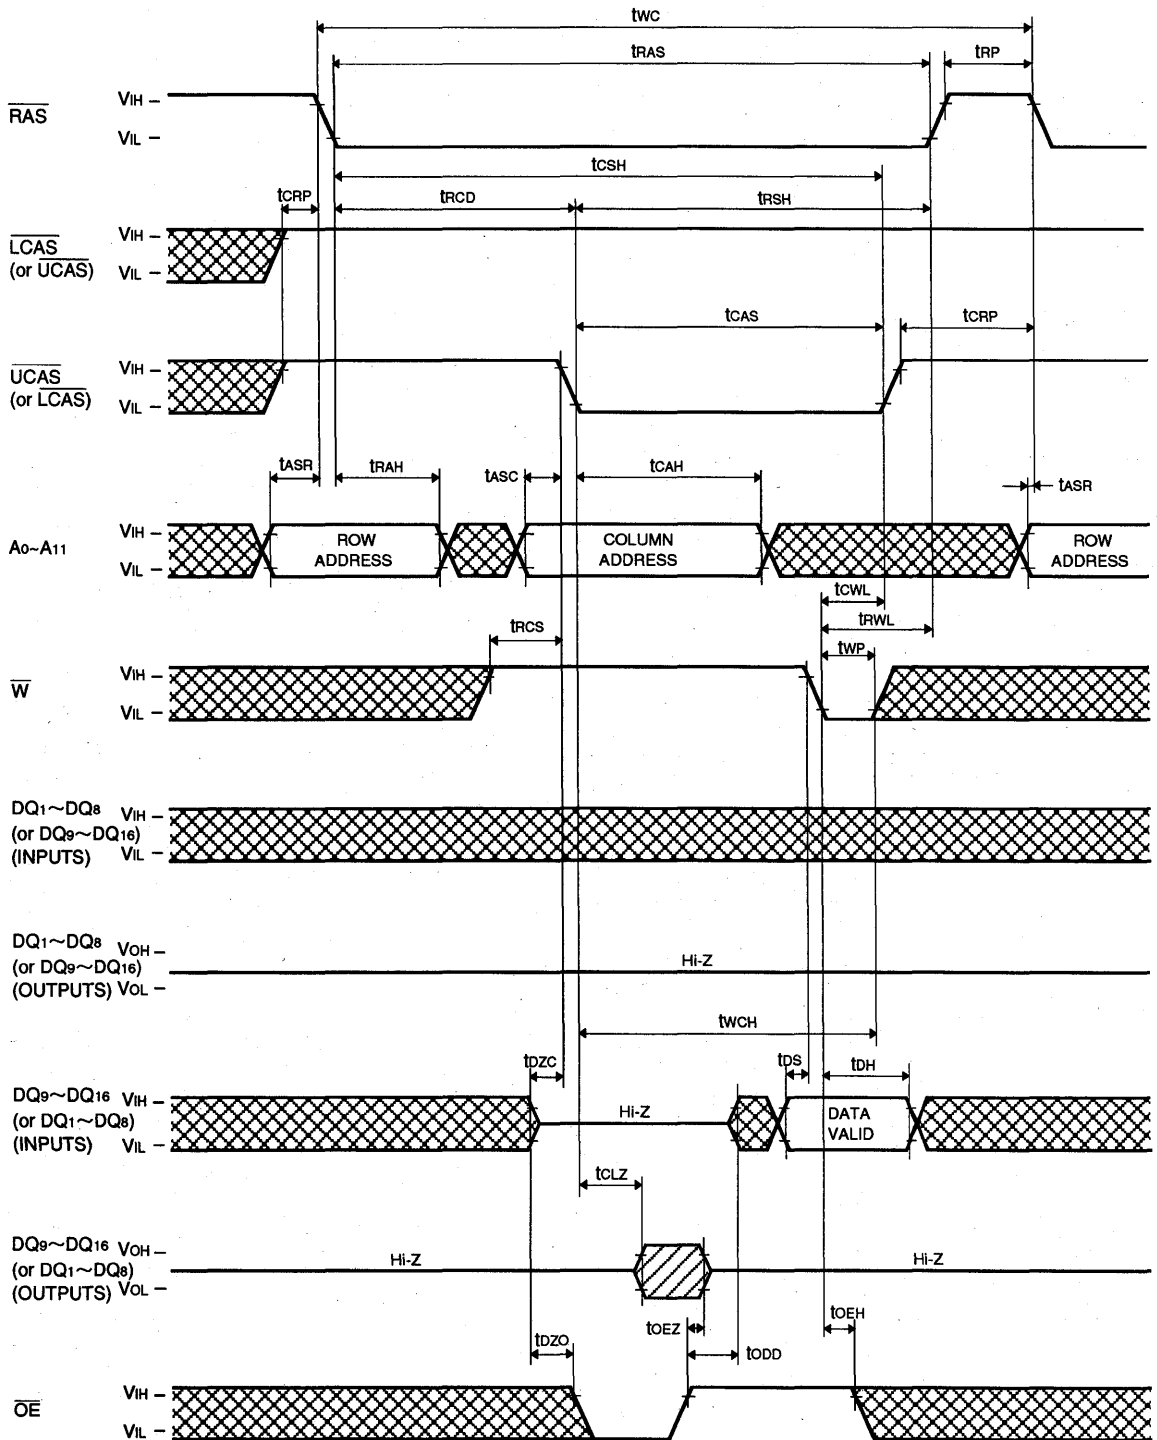 tWC
tRAS
tRP
RAS
VIH
VIL
tCSH
tCRP
tRCD
tRSH
LCAS
(or UCAS)
VIH
VIL
tCAS
tCRP
UCAS
(or LCAS)
VIH
VIL
tASR
tRAH
tASC
tCAH
tASR
A0~A11
VIH
VIL
ROW
ADDRESS
COLUMN
ADDRESS
ROW
ADDRESS
tCWL
tRWL
tRCS
tWP
W
VIH
VIL
DQ1~DQ8
(or DQ9~DQ16)
(INPUTS)
VIH
VIL
DQ1~DQ8
(or DQ9~DQ16)
(OUTPUTS)
VOH
VOL
Hi-Z
tWCH
tDZC
tDS
tDH
DQ9~DQ16
(or DQ1~DQ8)
(INPUTS)
VIH
VIL
Hi-Z
DATA
VALID
tCLZ
DQ9~DQ16
(or DQ1~DQ8)
(OUTPUTS)
VOH
VOL
Hi-Z
Hi-Z
tDZO
tOEZ
tODD
tOEH
OE
VIH
VIL